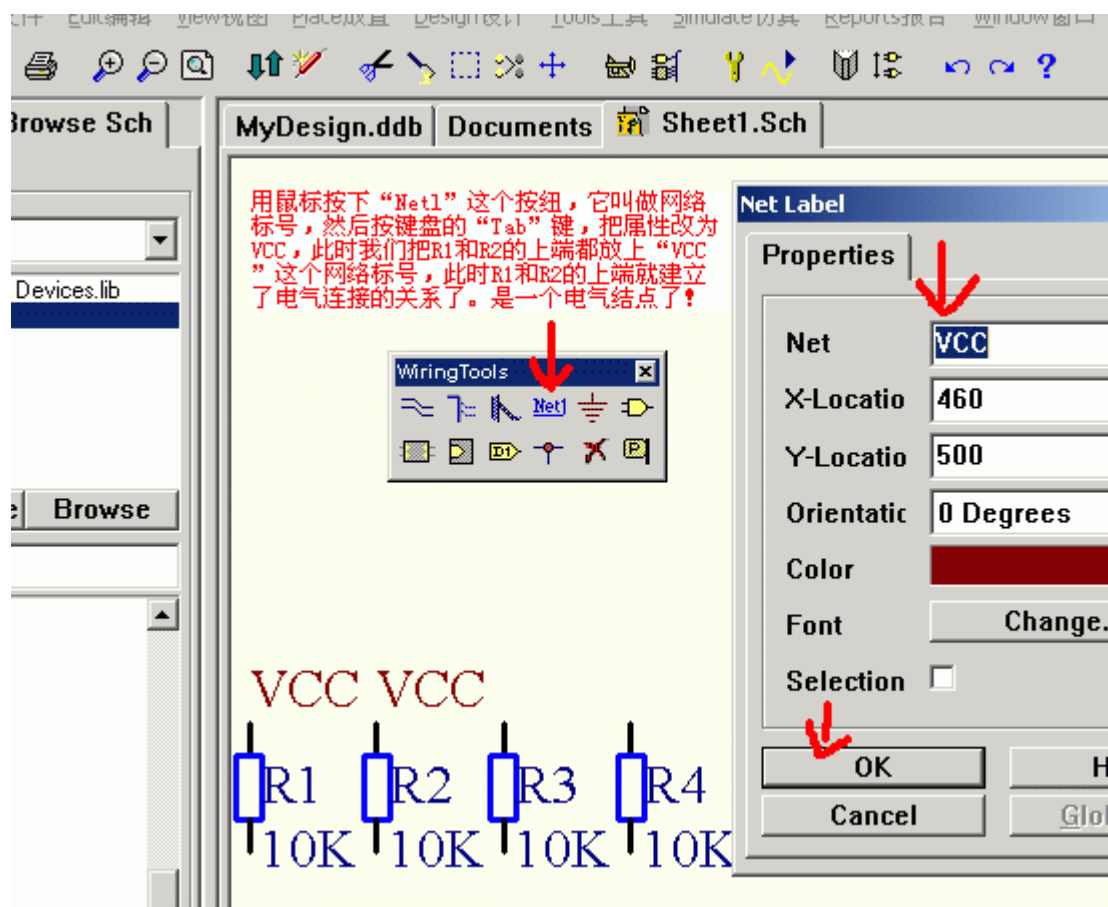 Edit编辑 View视图 Place放置 Design设计 Tools工具 Simulate仿真 Reports报告 Window窗口
Browse Sch
MyDesign.ddb Documents Sheet1.Sch
用鼠标按下“Net1”这个按纽，它叫做网络
标号，然后按键盘的“Tab”键，把属性改为
VCC，此时我们把R1和R2的上端都放上“VCC
”这个网络标号，此时R1和R2的上端就建立
了电气连接的关系了。是一个电气结点了！
Devices.lib
Browse
WiringTools
Net1
D1
P
Net Label
Properties
Net VCC
X-Locatio 460
Y-Locatio 500
Orientatic 0 Degrees
Color
Font Change.
Selection
OK H
Cancel Glol
VCC VCC
R1 R2 R3 R4
10K 10K 10K 10K